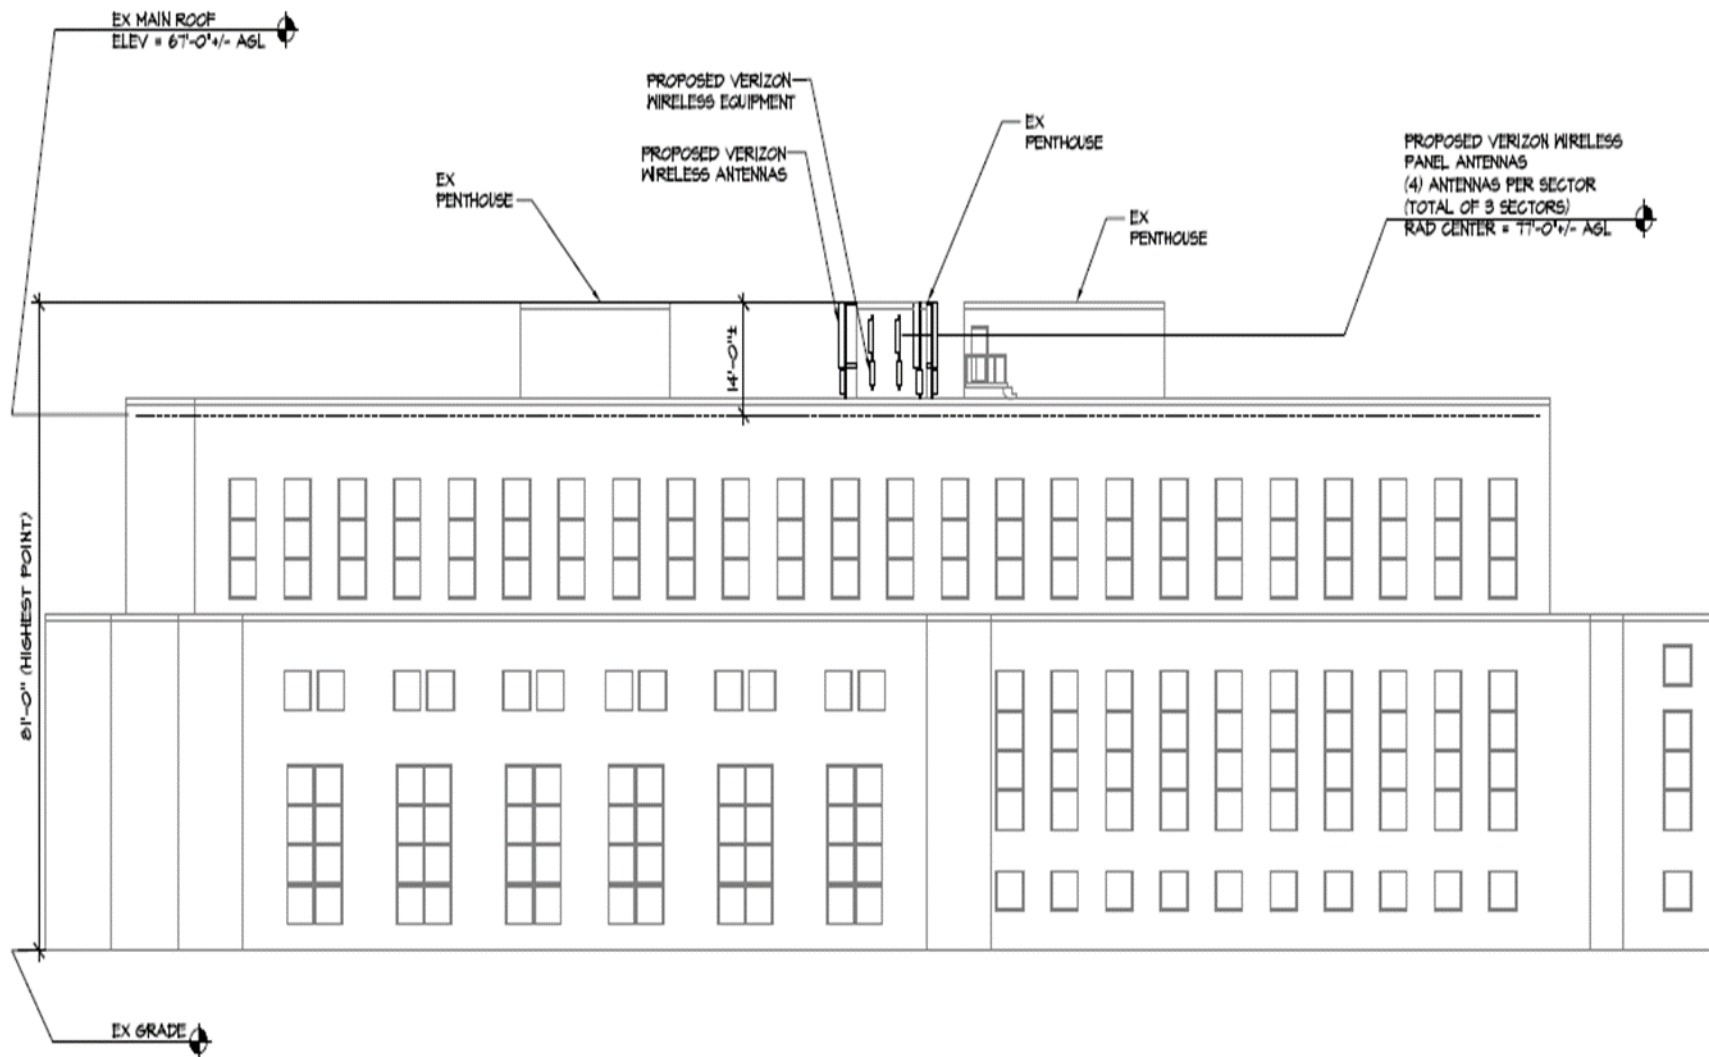 EX MAIN ROOF
ELEV = 67'-0"+/- AGL
PROPOSED VERIZON
WIRELESS EQUIPMENT
PROPOSED VERIZON
WIRELESS ANTENNAS
EX
PENTHOUSE
EX
PENTHOUSE
EX
PENTHOUSE
PROPOSED VERIZON WIRELESS
PANEL ANTENNAS
(4) ANTENNAS PER SECTOR
(TOTAL OF 3 SECTORS)
RAD CENTER = 77'-0"+/- AGL
14'-0"±
81'-0" (HIGHEST POINT)
EX GRADE